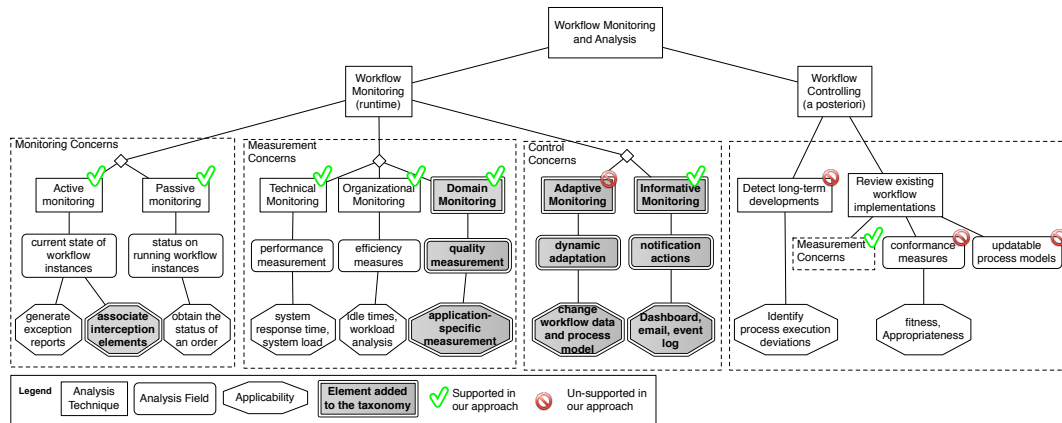 Workflow Monitoring
and Analysis
Workflow
Monitoring
(runtime)
Workflow
Controlling
(a posteriori)
Monitoring Concerns
Measurement
Concerns
Control
Concerns
Active
monitoring
Passive
monitoring
Technical
Monitoring
Organizational
Monitoring
Domain
Monitoring
Adaptive
Monitoring
Informative
Monitoring
Detect long-term
developments
Review existing
workflow
implementations
current state of
workflow
instances
status on
running workflow
instances
performance
measurement
efficiency
measures
quality
measurement
dynamic
adaptation
notification
actions
Measurement
Concerns
conformance
measures
updatable
process models
generate
exception
reports
associate
interception
elements
obtain the
status of
an order
system
response time,
system load
Idle times,
workload
analysis
application-
specific
measurement
change
workflow data
and process
model
Dashboard,
email, event
log
Identify
process execution
deviations
fitness,
Appropriateness
Legend
Analysis
Technique
Analysis Field
Applicability
Element added
to the taxonomy
Supported in
our approach
Un-supported in
our approach